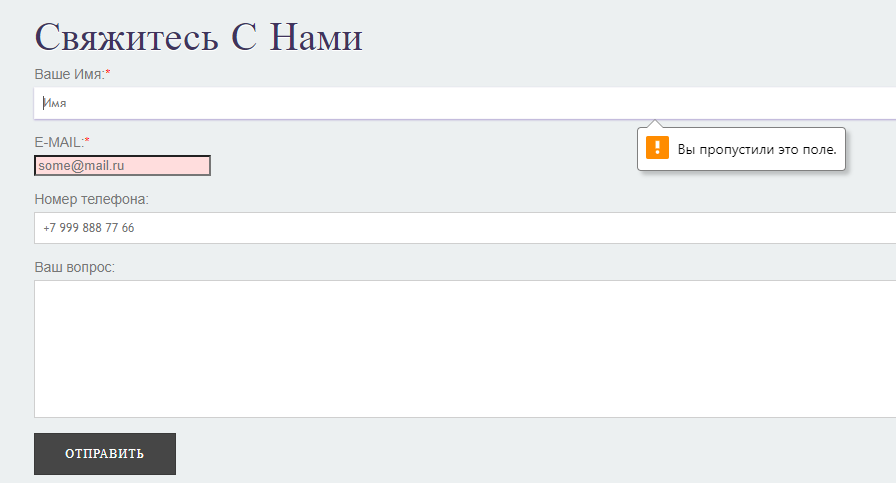 Свяжитесь С Нами
Ваше Имя:*
Имя
Вы пропустили это поле.
E-MAIL:*
some@mail.ru
Номер телефона:
+7 999 888 77 66
Ваш вопрос:
ОТПРАВИТЬ